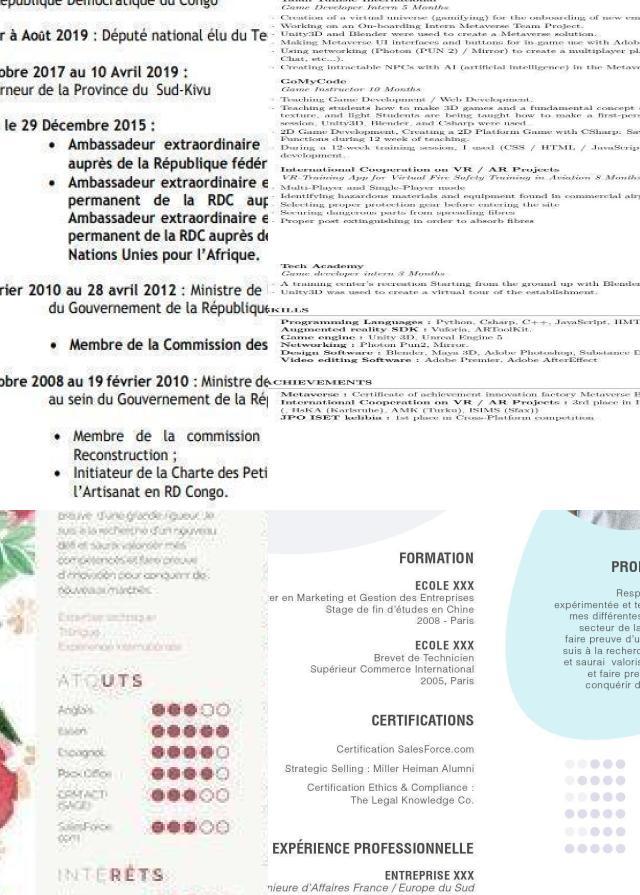 épublique Démocratique du Congo
r à Août 2019 : Député national élu du Te
obre 2017 au 10 Avril 2019 :
rneur de la Province du Sud-Kivu
le 29 Décembre 2015 :
• Ambassadeur extraordinaire
auprès de la République fédér
• Ambassadeur extraordinaire e
permanent de la RDC aup
Ambassadeur extraordinaire e
permanent de la RDC auprès de
Nations Unies pour l'Afrique.
rier 2010 au 28 avril 2012 : Ministre de
du Gouvernement de la République
• Membre de la Commission des
obre 2008 au 19 février 2010 : Ministre de
au sein du Gouvernement de la Ré
• Membre de la commission
Reconstruction ;
• Initiateur de la Charte des Peti
l'Artisanat en RD Congo.
Game Developer Intern 5 Months
Creation of a virtual universe (gamifying) for the onboarding of new em
Working on an On-boarding Intern Metaverse Team Project.
Unity3D and Blender were used to create a Metaverse solution.
Making Metaverse UI interfaces and buttons for in-game use with Adob
Using networking (Photon (PUN 2) / Mirror) to create a multiplayer pl
Chat, etc...).
Creating intractable NPCs with AI (artificial intelligence) in the Metav
GoMyCode
Game Instructor 10 Months
Teaching Game Development / Web Development.
Teaching students how to make 3D games and a fundamental concept
texture, and light Students are being taught how to make a first-pers
session. Unity3D, Blender, and Csharp were used.
2D Game Development, Creating a 2D Platform Game with CSharp: Sav
Functions during 12 week of teaching.
During a 12-week training session, I used (CSS / HTML / JavaScrip
development.
International Cooperation on VR / AR Projects
VR-Training App for Virtual Fire Safety Training in Aviation 8 Months
Multi-Player and Single-Player mode
Identifying hazardous materials and equipment found in commercial airp
Selecting proper protection gear before entering the site
Securing dangerous parts from spreading fibres
Proper post extinguishing in order to absorb fibres
Tech Academy
Game developer intern 3 Months
A training center's recreation Starting from the ground up with Blender
Unity3D was used to create a virtual tour of the establishment.
SKILLS
Programming Languages : Python, Csharp, C++, JavaScript, HMT
Augmented reality SDK : Vuforia, ARToolKit.
Game engine : Unity 3D, Unreal Engine 5
Networking : Photon Pun2, Mirror.
Design Software : Blender, Maya 3D, Adobe Photoshop, Substance D
Video editing Software : Adobe Premier, Adobe AfterEffect
CHIEVEMENTS
Metaverse : Certificate of achievement innovation factory Metaverse B
International Cooperation on VR / AR Projects : 3rd place in I
( HsKA (Karlsruhe), AMK (Turku), ISIMS (Sfax))
JPO ISET kelibia : 1st place in Cross-Platform competition
preuve d'une grande rigueur. Je
suis à la recherche d'un nouveau
défi et saurai valoriser mes
compétences et faire preuve
d'innovation pour conquérir de
nouveaux marchés.
Expertise technique
Trilingue
Expérience internationale
ATOUTS
Anglais
Italien
Espagnol
Pack Office
CRM ACT!
(SAGE)
SalesForce
.com
INTÉRÊTS
FORMATION
ECOLE XXX
er en Marketing et Gestion des Entreprises
Stage de fin d'études en Chine
2008 - Paris
ECOLE XXX
Brevet de Technicien
Supérieur Commerce International
2005, Paris
CERTIFICATIONS
Certification SalesForce.com
Strategic Selling : Miller Heiman Alumni
Certification Ethics & Compliance :
The Legal Knowledge Co.
EXPÉRIENCE PROFESSIONNELLE
ENTREPRISE XXX
nieure d'Affaires France / Europe du Sud
PRO
Resp
expérimentée et te
mes différentes
secteur de la
faire preuve d'u
suis à la recherc
et saurai valoris
et faire pre
conquérir d